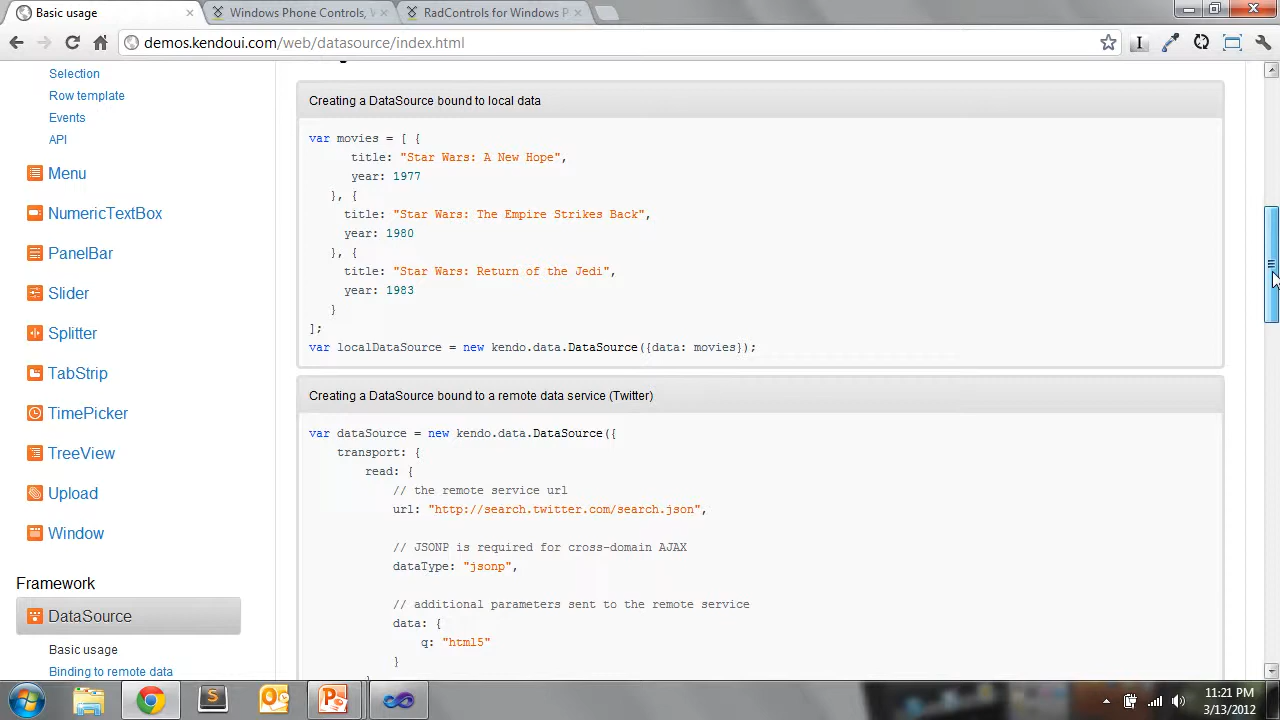 Basic usage
Windows Phone Controls, V
RadControls for Windows P
demos.kendoui.com/web/datasource/index.html
Selection
Row template
Events
API
Menu
NumericTextBox
PanelBar
Slider
Splitter
TabStrip
TimePicker
TreeView
Upload
Window
Framework
DataSource
Basic usage
Binding to remote data
Creating a DataSource bound to local data
var movies = [ {
title: "Star Wars: A New Hope",
year: 1977
}, {
title: "Star Wars: The Empire Strikes Back",
year: 1980
}, {
title: "Star Wars: Return of the Jedi",
year: 1983
}
];
var localDataSource = new kendo.data.DataSource({data: movies});
Creating a DataSource bound to a remote data service (Twitter)
var dataSource = new kendo.data.DataSource({
transport: {
read: {
// the remote service url
url: "http://search.twitter.com/search.json",
// JSONP is required for cross-domain AJAX
dataType: "jsonp",
// additional parameters sent to the remote service
data: {
q: "html5"
}
11:21 PM
3/13/2012